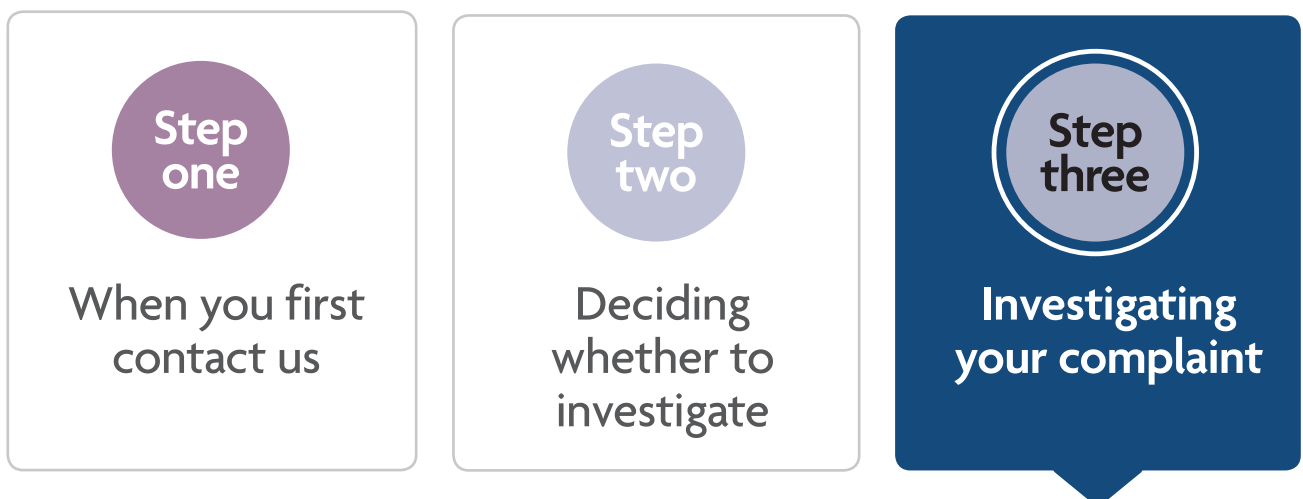 Step
one
When you first
contact us
Step
two
Deciding
whether to
investigate
Step
three
Investigating
your complaint